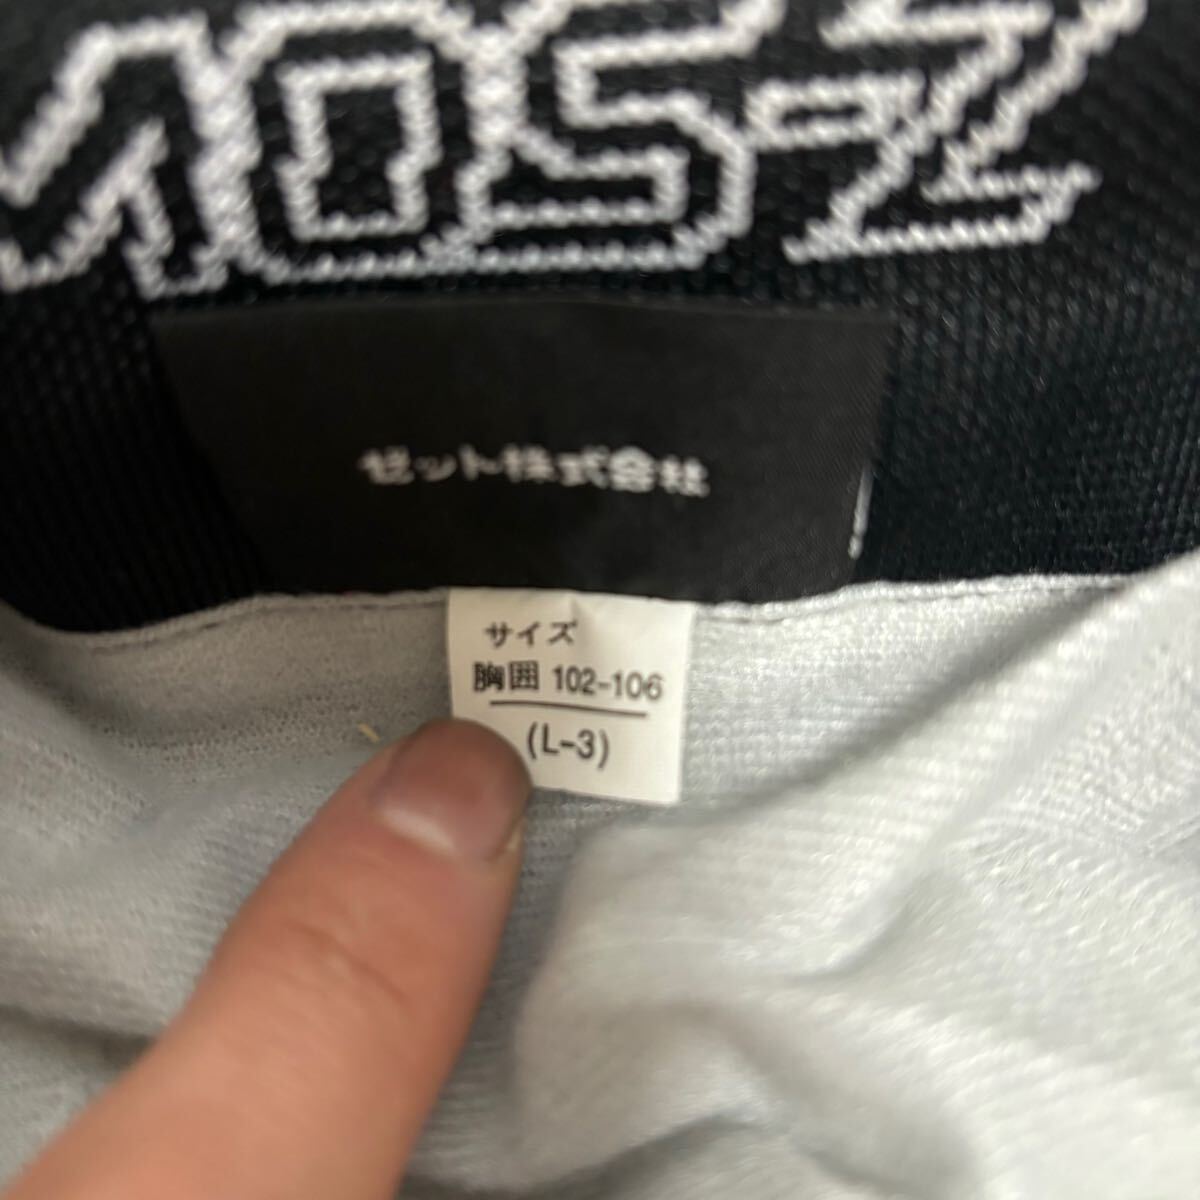 ゼット株式会社
サイズ
胸囲 102-106
(L-3)